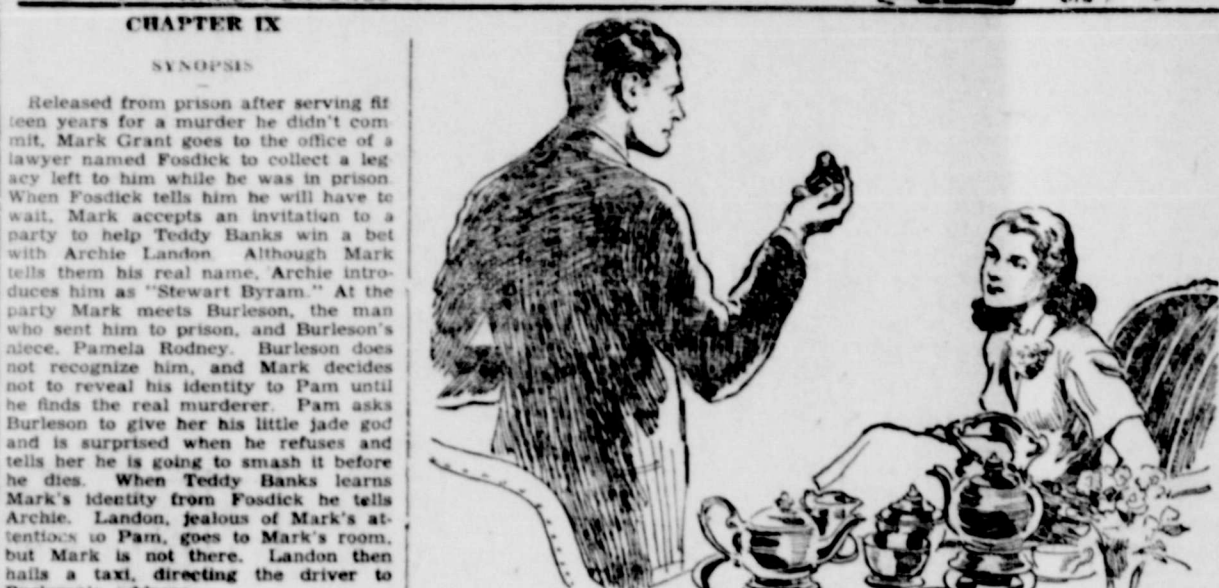 CHAPTER IX
SYNOPSIS
Released from prison after serving fif
teen years for a murder he didn't com
mit, Mark Grant goes to the office of a
lawyer named Fosdick to collect a leg
acy left to him while he was in prison
When Fosdick tells him he will have to
wait, Mark accepts an invitation to a
party to help Teddy Banks win a bet
with Archie Landon. Although Mark
tells them his real name, Archie intro-
duces him as "Stewart Byram." At the
party Mark meets Burleson, the man
who sent him to prison, and Burleson's
niece, Pamela Rodney. Burleson does
not recognize him, and Mark decides
not to reveal his identity to Pam until
he finds the real murderer. Pam asks
Burleson to give her his little jade god
and is surprised when he refuses and
tells her he is going to smash it before
he dies. When Teddy Banks learns
Mark's identity from Fosdick he tells
Archie. Landon, jealous of Mark's at-
tentions to Pam, goes to Mark's room,
but Mark is not there. Landon then
hails a taxi, directing the driver to